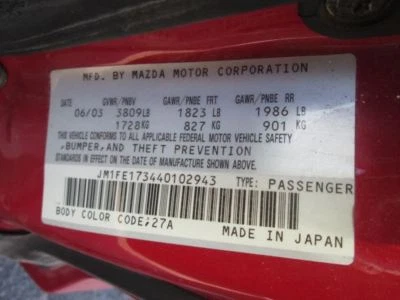 MFD. BY MAZDA MOTOR CORPORATION
DATE GVWR/PNBV GAWR/PNBE FRT GAWR/PNBE RR
06/03 3809LB 1823 LB 1986 LB
1728KG 827 KG 901 KG
THIS VEHICLE CONFORMS TO ALL APPLICABLE FEDERAL MOTOR VEHICLE SAFETY
,BUMPER,AND THEFT PREVENTION
STANDARDS IN EFFECT ON THE DATE OF MANUFACTURE SHOWN ABOVE.
JM1FE173440102943 TYPE: PASSENGER
BODY COLOR CODE;27A
MADE IN JAPAN